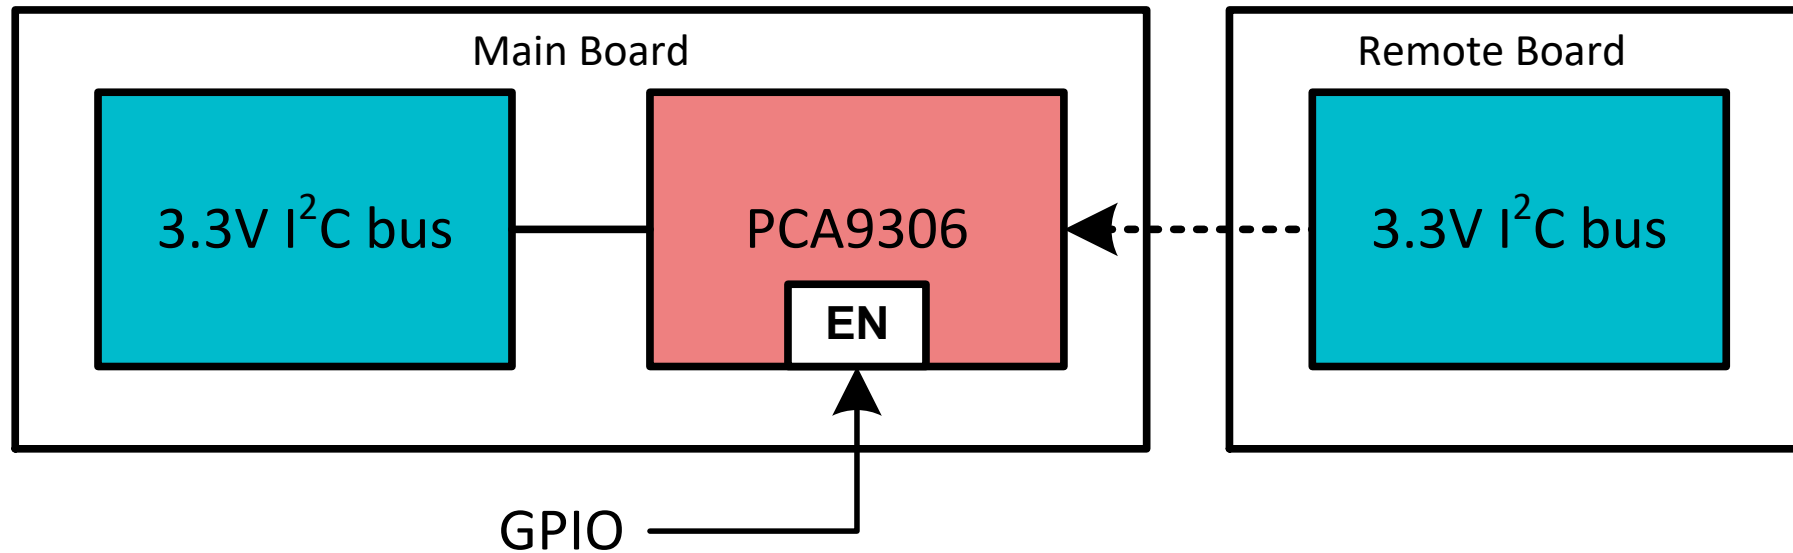 Main Board
Remote Board
3.3V I²C bus
PCA9306
3.3V I²C bus
EN
GPIO